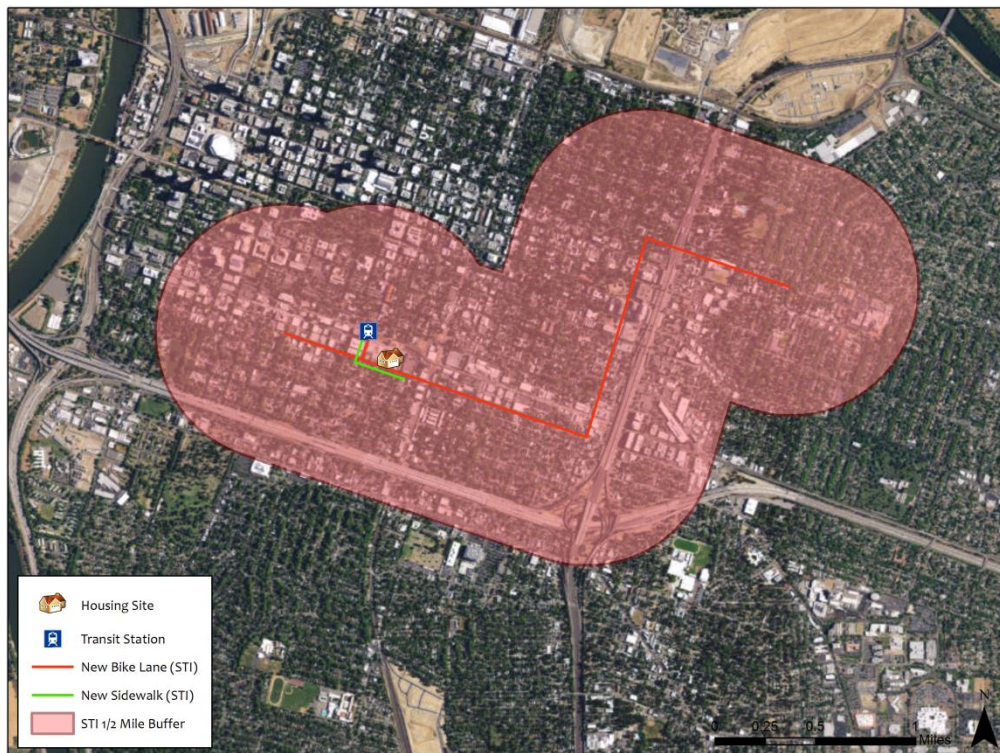 Housing Site
Transit Station
New Bike Lane (STI)
New Sidewalk (STI)
STI 1/2 Mile Buffer
0 0.25 0.5 1
Miles
N